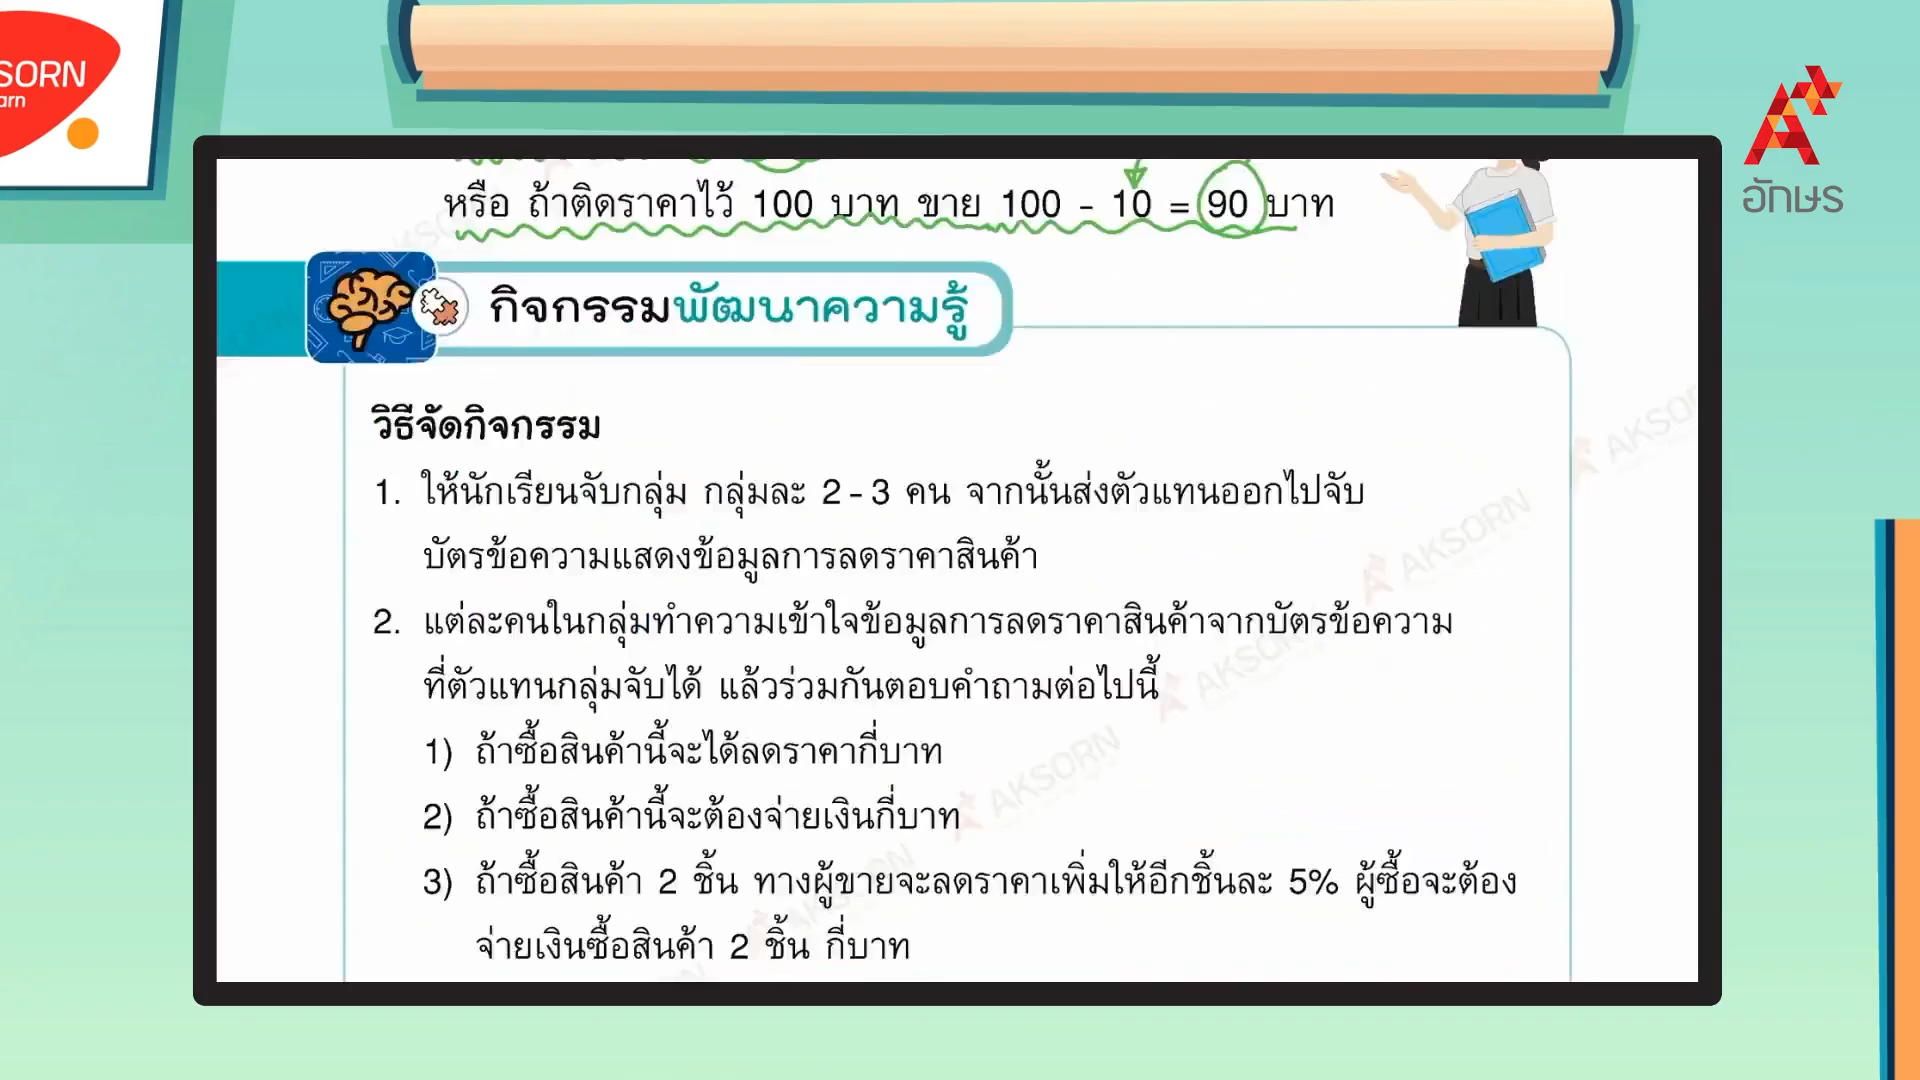 SORN
arn
อักษร
หรือ ถ้าติดราคาไว้ 100 บาท ขาย 100 - 10 = 90 บาท
กิจกรรมพัฒนาความรู้
วิธีจัดกิจกรรม
1. ให้นักเรียนจับกลุ่ม กลุ่มละ 2 - 3 คน จากนั้นส่งตัวแทนออกไปจับ
บัตรข้อความแสดงข้อมูลการลดราคาสินค้า
2. แต่ละคนในกลุ่มทำความเข้าใจข้อมูลการลดราคาสินค้าจากบัตรข้อความ
ที่ตัวแทนกลุ่มจับได้ แล้วร่วมกันตอบคำถามต่อไปนี้
1) ถ้าซื้อสินค้านี้จะได้ลดราคากี่บาท
2) ถ้าซื้อสินค้านี้จะต้องจ่ายเงินกี่บาท
3) ถ้าซื้อสินค้า 2 ชิ้น ทางผู้ขายจะลดราคาเพิ่มให้อีกชิ้นละ 5% ผู้ซื้อจะต้อง
จ่ายเงินซื้อสินค้า 2 ชิ้น กี่บาท
AKSORN
AKSORN
AKSORN
AKSORN